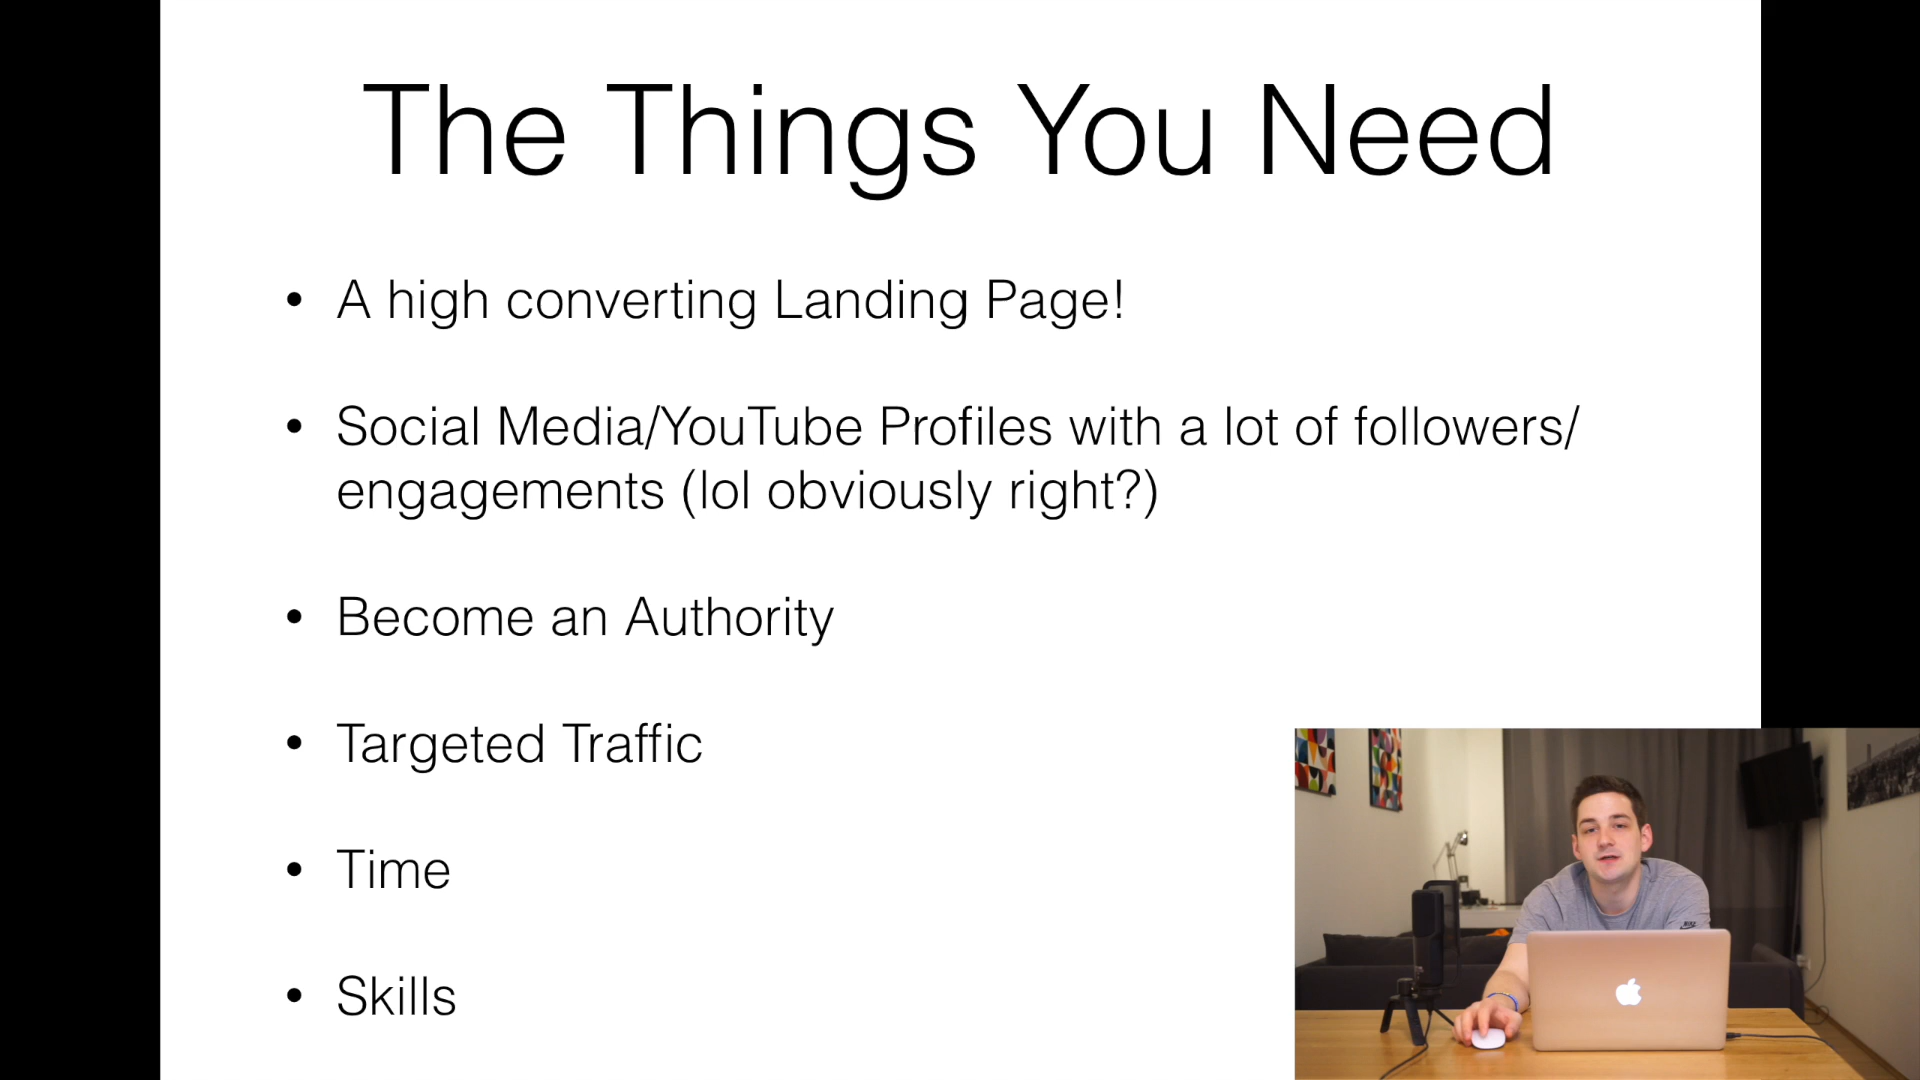 The Things You Need
• A high converting Landing Page!
• Social Media/YouTube Profiles with a lot of followers/
engagements (lol obviously right?)
• Become an Authority
• Targeted Traffic
• Time
• Skills